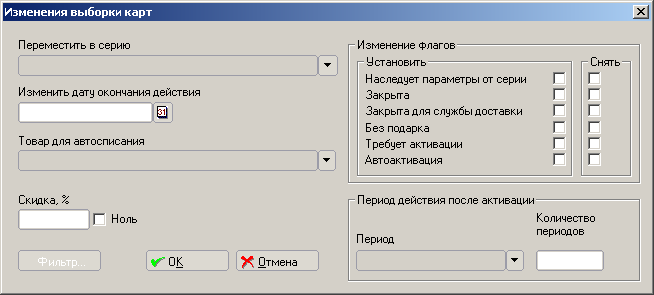 Изменения выборки карт
Переместить в серию
Изменить дату окончания действия
31
Товар для автосписания
Скидка, %
Ноль
Фильтр...
OK
Отмена
Изменение флагов
Установить
Снять
Наследует параметры от серии
Закрыта
Закрыта для службы доставки
Без подарка
Требует активации
Автоактивация
Период действия после активации
Период
Количество
периодов